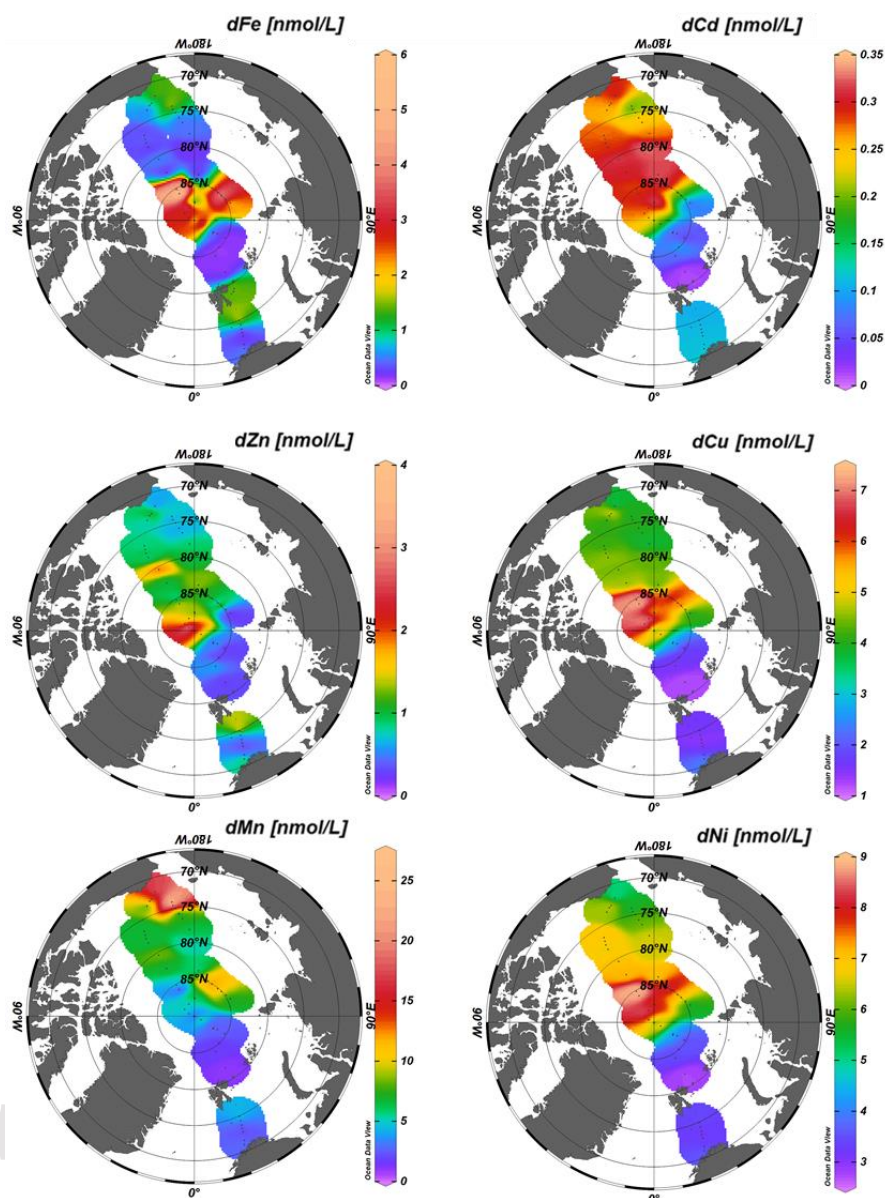 dFe [nmol/L]
180°W
70°N
75°N
80°N
85°N
90°W
90°E
0°
6
5
4
3
2
1
0
Ocean Data View
dCd [nmol/L]
180°W
70°N
75°N
80°N
85°N
90°W
90°E
0°
0.35
0.3
0.25
0.2
0.15
0.1
0.05
0
Ocean Data View
dZn [nmol/L]
180°W
70°N
75°N
80°N
85°N
90°W
90°E
0°
4
3
2
1
0
Ocean Data View
dCu [nmol/L]
180°W
70°N
75°N
80°N
85°N
90°W
90°E
0°
7
6
5
4
3
2
1
Ocean Data View
dMn [nmol/L]
180°W
70°N
75°N
80°N
85°N
90°W
90°E
0°
25
20
15
10
5
0
Ocean Data View
dNi [nmol/L]
180°W
70°N
75°N
80°N
85°N
90°W
90°E
0°
9
8
7
6
5
4
3
Ocean Data View